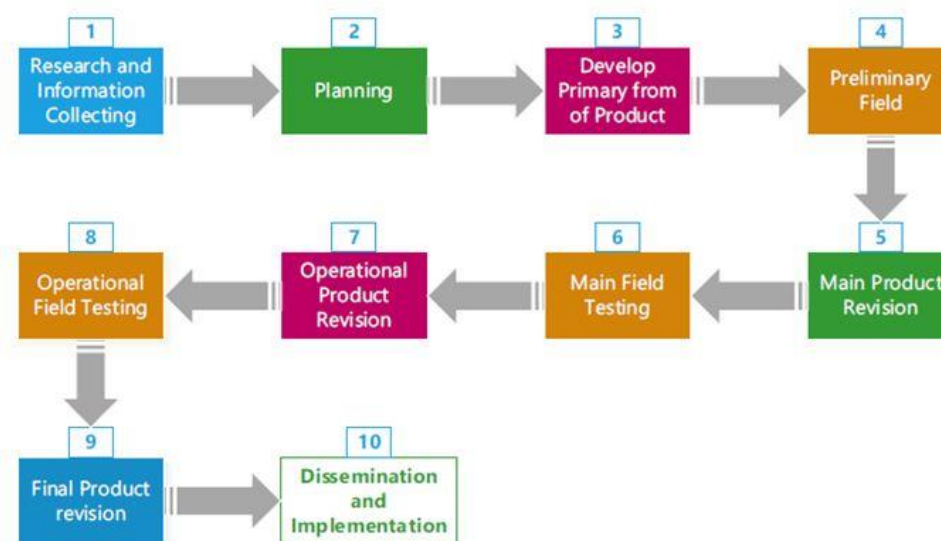 1
Research and
Information
Collecting
2
Planning
3
Develop
Primary from
of Product
4
Preliminary
Field
5
Main Product
Revision
6
Main Field
Testing
7
Operational
Product
Revision
8
Operational
Field Testing
9
Final Product
revision
10
Dissemination
and
Implementation